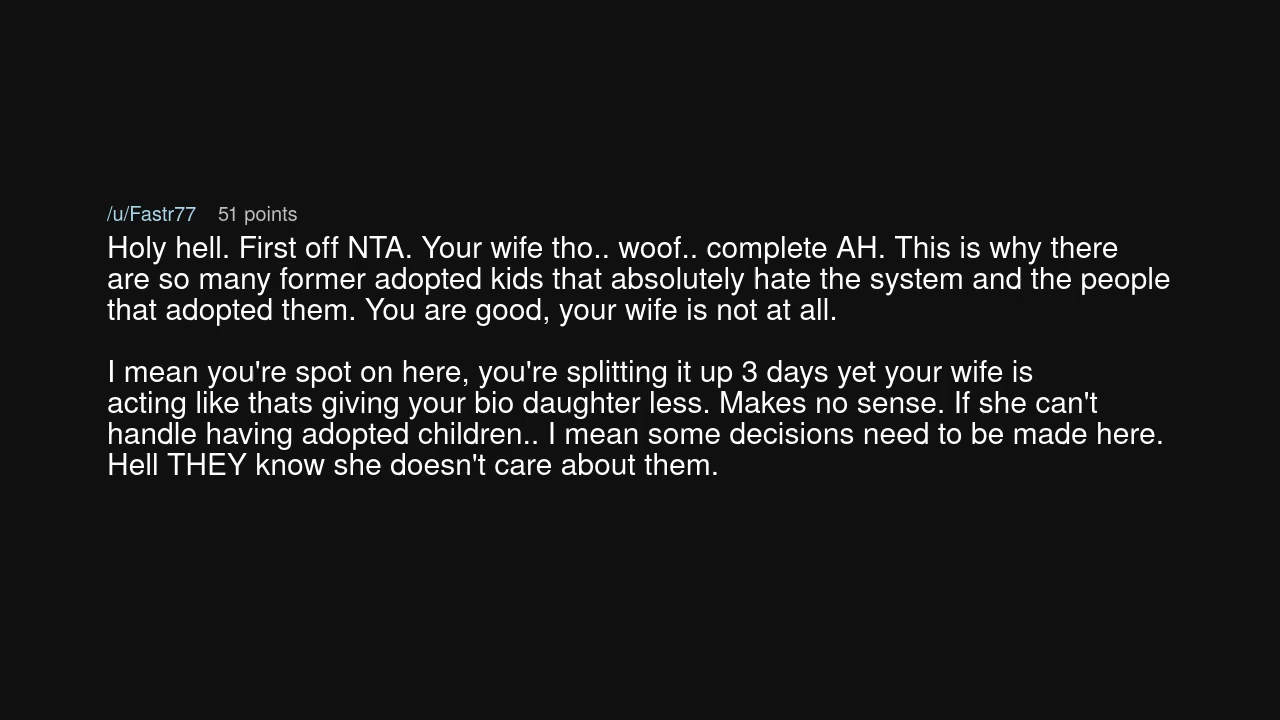 /u/Fastr77 51 points
Holy hell. First off NTA. Your wife tho.. woof.. complete AH. This is why there
are so many former adopted kids that absolutely hate the system and the people
that adopted them. You are good, your wife is not at all.
I mean you're spot on here, you're splitting it up 3 days yet your wife is
acting like thats giving your bio daughter less. Makes no sense. If she can't
handle having adopted children.. I mean some decisions need to be made here.
Hell THEY know she doesn't care about them.